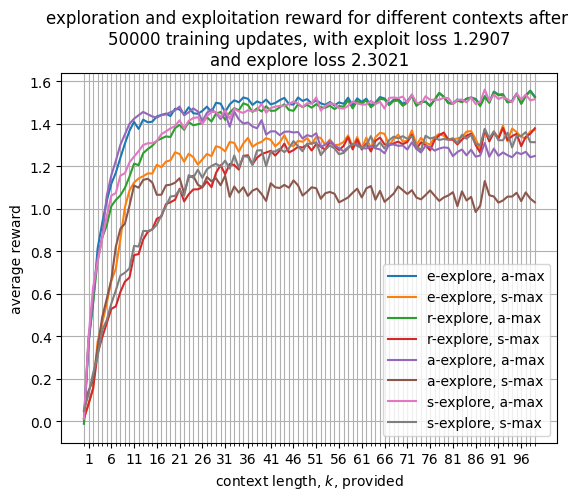 exploration and exploitation reward for different contexts after
50000 training updates, with exploit loss 1.2907
and explore loss 2.3021
average reward
1.6
1.4
1.2
1.0
0.8
0.6
0.4
0.2
0.0
e-explore, a-max
e-explore, s-max
r-explore, a-max
r-explore, s-max
a-explore, a-max
a-explore, s-max
s-explore, a-max
s-explore, s-max
1 6 11 16 21 26 31 36 41 46 51 56 61 66 71 76 81 86 91 96
context length, k, provided